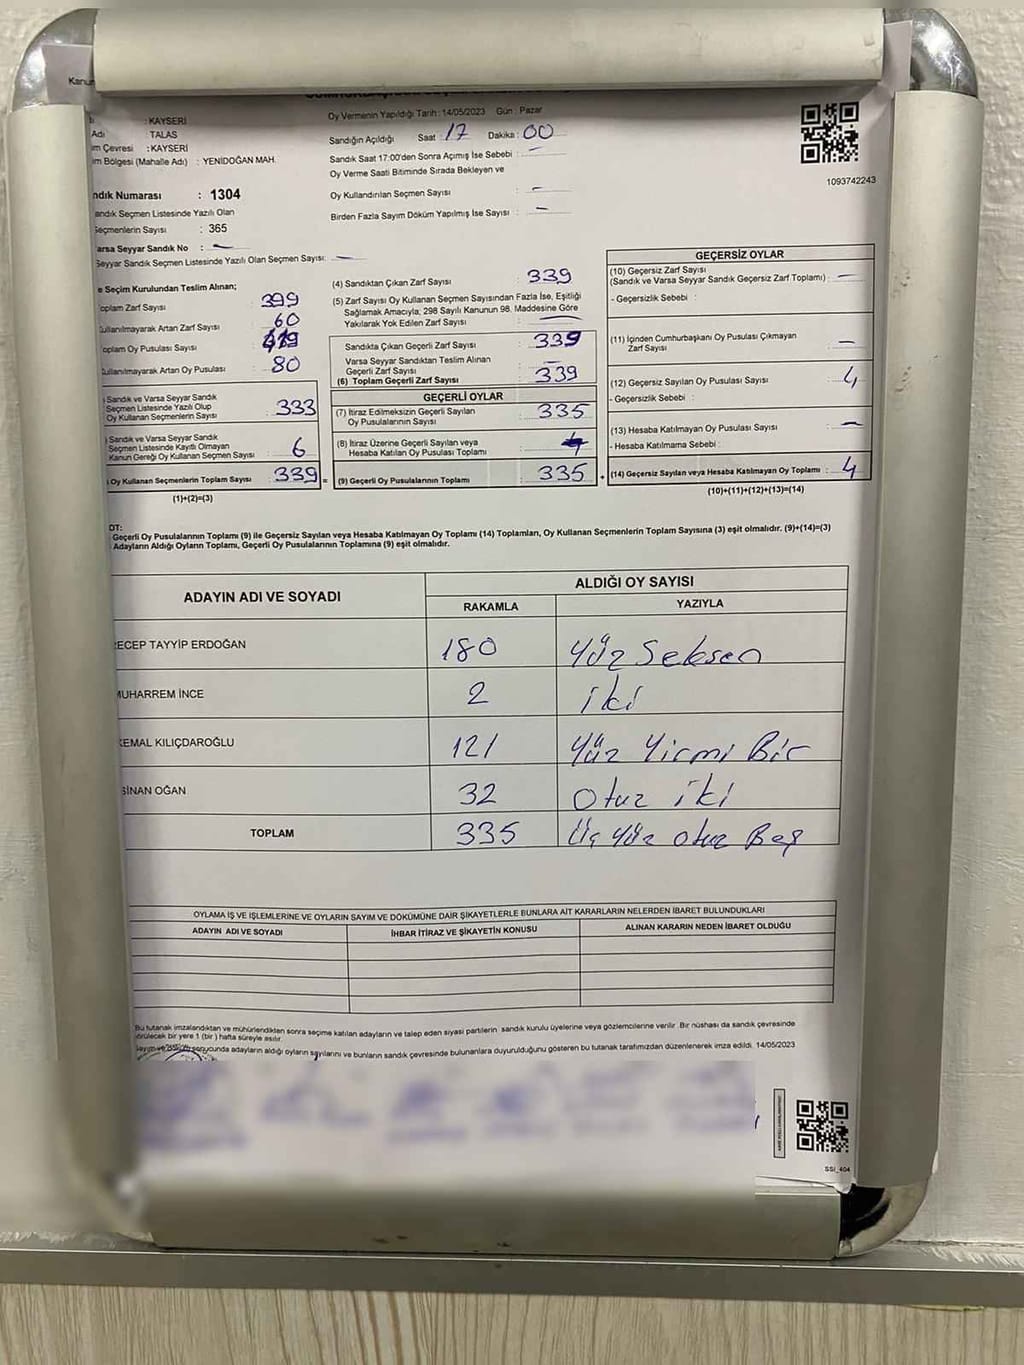 Kanun
Oy Vermenin Yapıldığı Tarih : 14/05/2023 Gün : Pazar
: KAYSERİ
Adı : TALAS
im Çevresi : KAYSERİ
im Bölgesi (Mahalle Adı) : YENİDOĞAN MAH.
Sandığın Açıldığı Saat : 17 Dakika : 00
Sandık Saat 17:00'den Sonra Açımış İse Sebebi : –
Oy Verme Saati Bitiminde Sırada Bekleyen ve
Oy Kullandırılan Seçmen Sayısı : –
Birden Fazla Sayım Döküm Yapılmış İse Sayısı : –
1093742243
ndık Numarası : 1304
andık Seçmen Listesinde Yazılı Olan
Seçmenlerin Sayısı : 365
arsa Seyyar Sandık No : –
Seyyar Sandık Seçmen Listesinde Yazılı Olan Seçmen Sayısı: –
e Seçim Kurulundan Teslim Alınan;
oplam Zarf Sayısı : 399
ullanılmayarak Artan Zarf Sayısı : 60
oplam Oy Pusulası Sayısı : 419
ullanılmayarak Artan Oy Pusulası : 80
) Sandık ve Varsa Seyyar Sandık
Seçmen Listesinde Yazılı Olup
Oy Kullanan Seçmenlerin Sayısı : 333
) Sandık ve Varsa Seyyar Sandık
Seçmen Listesinde Kayıtlı Olmayan
Kanun Gereği Oy Kullanan Seçmen Sayısı : 6
) Oy Kullanan Seçmenlerin Toplam Sayısı : 339 =
(1)+(2)=(3)
(4) Sandıktan Çıkan Zarf Sayısı : 339
(5) Zarf Sayısı Oy Kullanan Seçmen Sayısından Fazla İse, Eşitliği
Sağlamak Amacıyla; 298 Sayılı Kanunun 98. Maddesine Göre
Yakılarak Yok Edilen Zarf Sayısı : –
Sandıkta Çıkan Geçerli Zarf Sayısı : 339
Varsa Seyyar Sandıktan Teslim Alınan
Geçerli Zarf Sayısı : –
(6) Toplam Geçerli Zarf Sayısı : 339
GEÇERLİ OYLAR
(7) İtiraz Edilmeksizin Geçerli Sayılan
Oy Pusulasının Sayısı : 335
(8) İtiraz Üzerine Geçerli Sayılan veya
Hesaba Katılan Oy Pusulası Toplamı :
(9) Geçerli Oy Pusulalarının Toplamı : 335 +
GEÇERSİZ OYLAR
(10) Geçersiz Zarf Sayısı
(Sandık ve Varsa Seyyar Sandık Geçersiz Zarf Toplamı) : –
- Geçersizlik Sebebi :
(11) İçinden Cumhurbaşkanı Oy Pusulası Çıkmayan
Zarf Sayısı : –
(12) Geçersiz Sayılan Oy Pusulası Sayısı : 4
- Geçersizlik Sebebi :
(13) Hesaba Katılmayan Oy Pusulası Sayısı : –
- Hesaba Katılmama Sebebi :
(14) Geçersiz Sayılan veya Hesaba Katılmayan Oy Toplamı : 4
(10)+(11)+(12)+(13)=(14)
OT:
Geçerli Oy Pusulalarının Toplamı (9) ile Geçersiz Sayılan veya Hesaba Katılmayan Oy Toplamı (14) Toplamları, Oy Kullanan Seçmenlerin Toplam Sayısına (3) eşit olmalıdır. (9)+(14)=(3)
Adayların Aldığı Oyların Toplamı, Geçerli Oy Pusulalarının Toplamına (9) eşit olmalıdır.
ADAYIN ADI VE SOYADI
ALDIĞI OY SAYISI
RAKAMLA YAZIYLA
ECEP TAYYİP ERDOĞAN 180 Yüz Seksen
MUHARREM İNCE 2 iki
KEMAL KILIÇDAROĞLU 121 Yüz Yirmi Bir
SİNAN OĞAN 32 Otuz iki
TOPLAM 335 Üç Yüz Otuz Beş
OYLAMA İŞ VE İŞLEMLERİNE VE OYLARIN SAYIM VE DÖKÜMÜNE DAİR ŞİKAYETLERLE BUNLARA AİT KARARLARIN NELERDEN İBARET BULUNDUKLARI
ADAYIN ADI VE SOYADI İHBAR İTİRAZ VE ŞİKAYETİN KONUSU ALINAN KARARIN NEDEN İBARET OLDUĞU
Bu tutanak imzalandıktan ve mühürlendikten sonra seçime katılan adayların ve talep eden siyasi partilerin sandık kurulu üyelerine veya gözlemcilerine verilir. Bir nüshası da sandık çevresinde
görülecek bir yere 1 (bir) hafta süreyle asılır.
sonucunda adayların aldığı oyların sayılarını ve bunların sandık çevresinde bulunanlara duyurulduğunu gösteren bu tutanak tarafımızdan düzenlenerek imza edildi. 14/05/2023
SSI_404